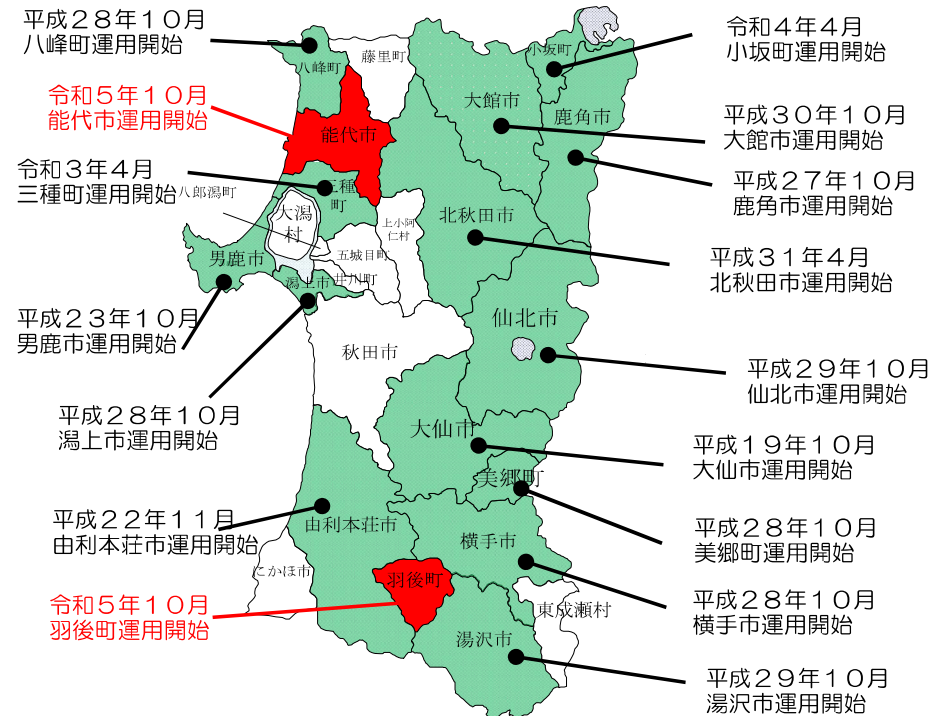 平成２８年１０月
八峰町運用開始
令和５年１０月
能代市運用開始
令和３年４月
三種町運用開始
平成２３年１０月
男鹿市運用開始
平成２８年１０月
潟上市運用開始
平成２２年１１月
由利本荘市運用開始
令和５年１０月
羽後町運用開始
八峰町
藤里町
小坂町
大館市
鹿角市
能代市
三種
町
八郎潟町
大潟
村
北秋田市
上小阿
仁村
五城目町
男鹿市
井川町
潟上市
仙北市
秋田市
大仙市
美郷町
由利本荘市
横手市
にかほ市
羽後町
東成瀬村
湯沢市
令和４年４月
小坂町運用開始
平成３０年１０月
大館市運用開始
平成２７年１０月
鹿角市運用開始
平成３１年４月
北秋田市運用開始
平成２９年１０月
仙北市運用開始
平成１９年１０月
大仙市運用開始
平成２８年１０月
美郷町運用開始
平成２８年１０月
横手市運用開始
平成２９年１０月
湯沢市運用開始